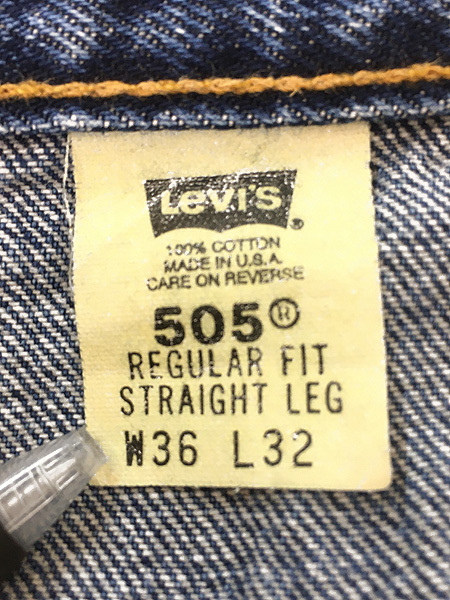 Levi's®
100% COTTON
MADE IN U.S.A.
CARE ON REVERSE
505®
REGULAR FIT
STRAIGHT LEG
W36 L32